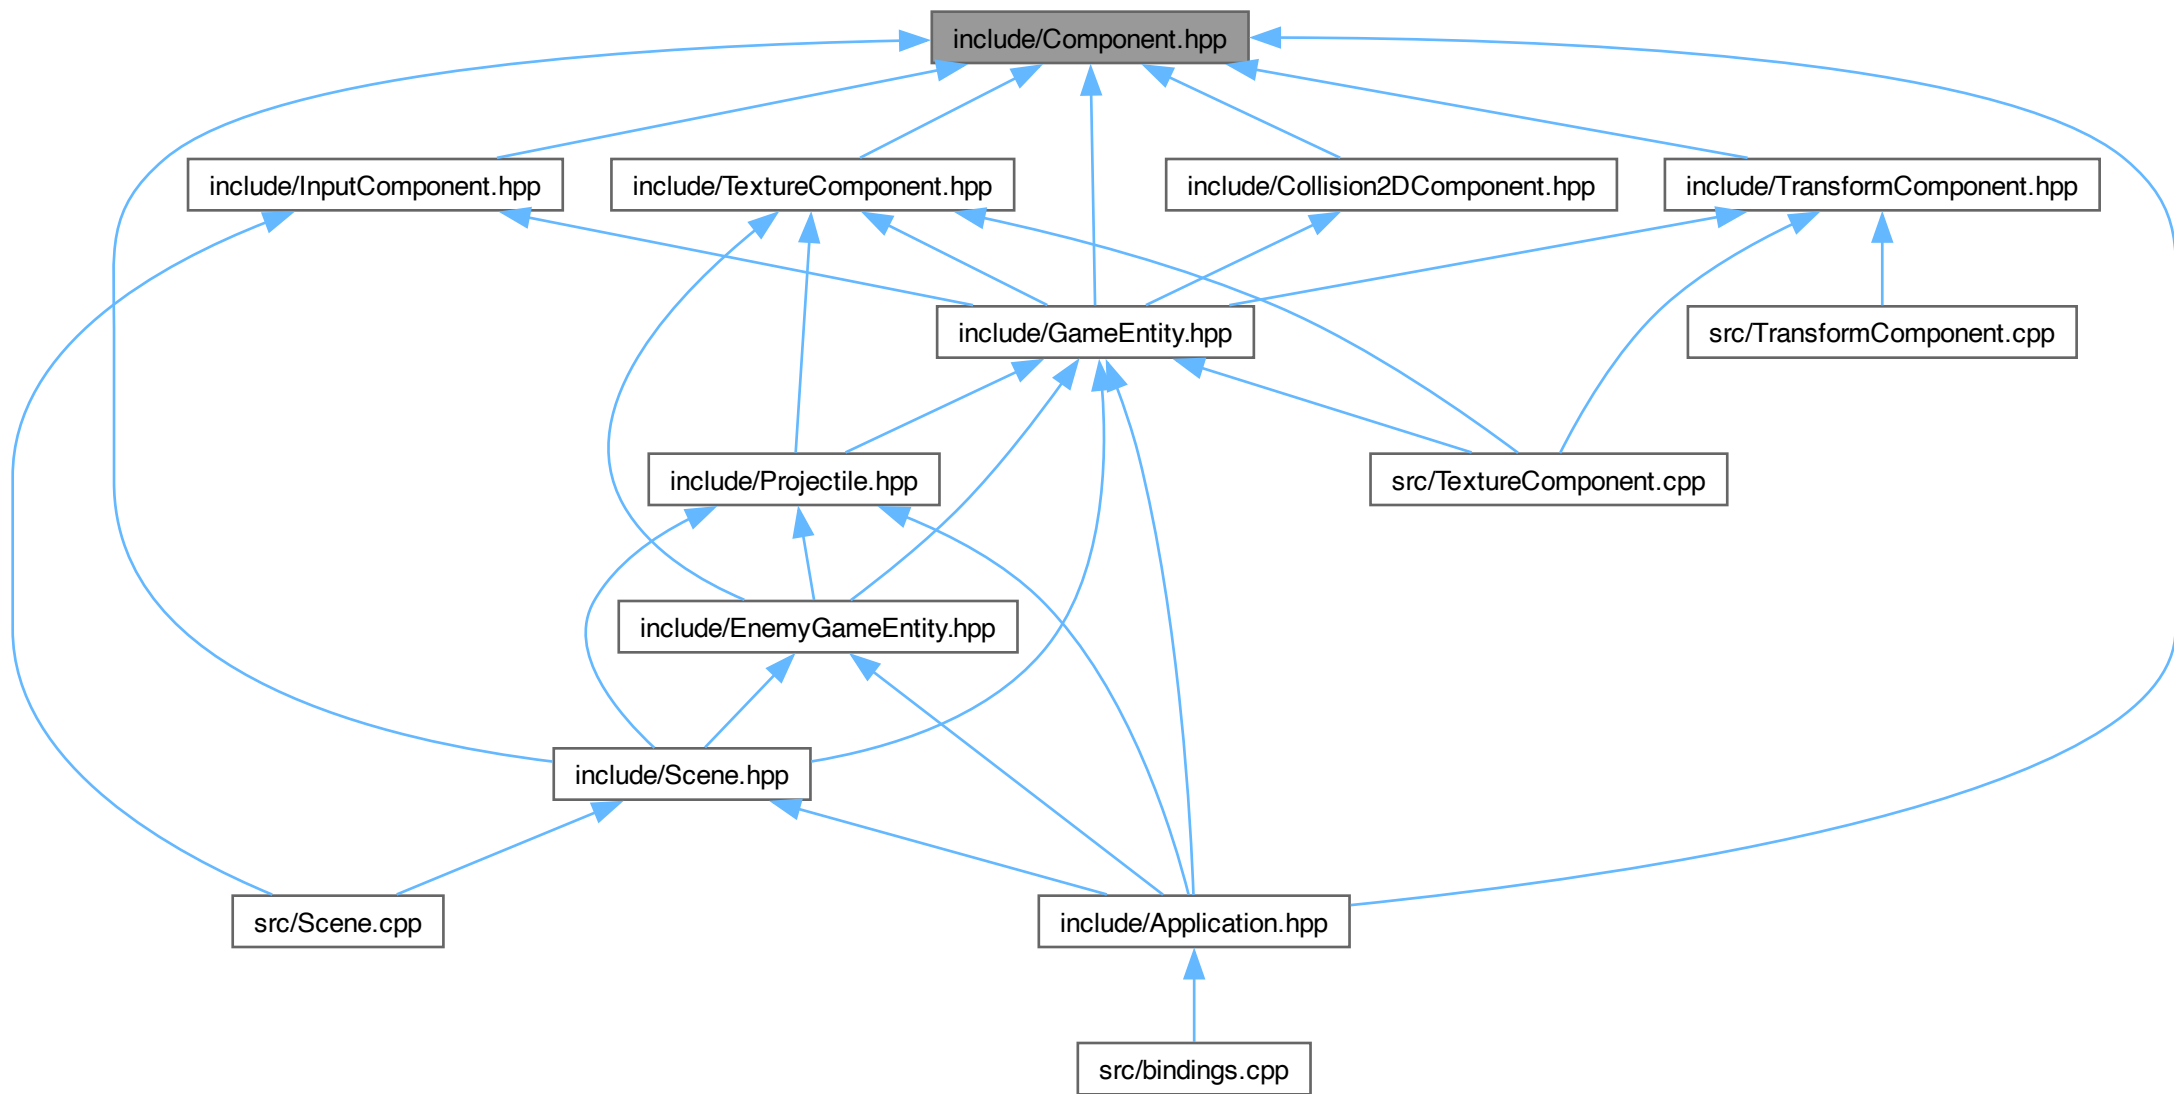 include/Component.hpp
include/InputComponent.hpp
include/TextureComponent.hpp
include/Collision2DComponent.hpp
include/TransformComponent.hpp
include/GameEntity.hpp
src/TransformComponent.cpp
include/Projectile.hpp
src/TextureComponent.cpp
include/EnemyGameEntity.hpp
include/Scene.hpp
src/Scene.cpp
include/Application.hpp
src/bindings.cpp